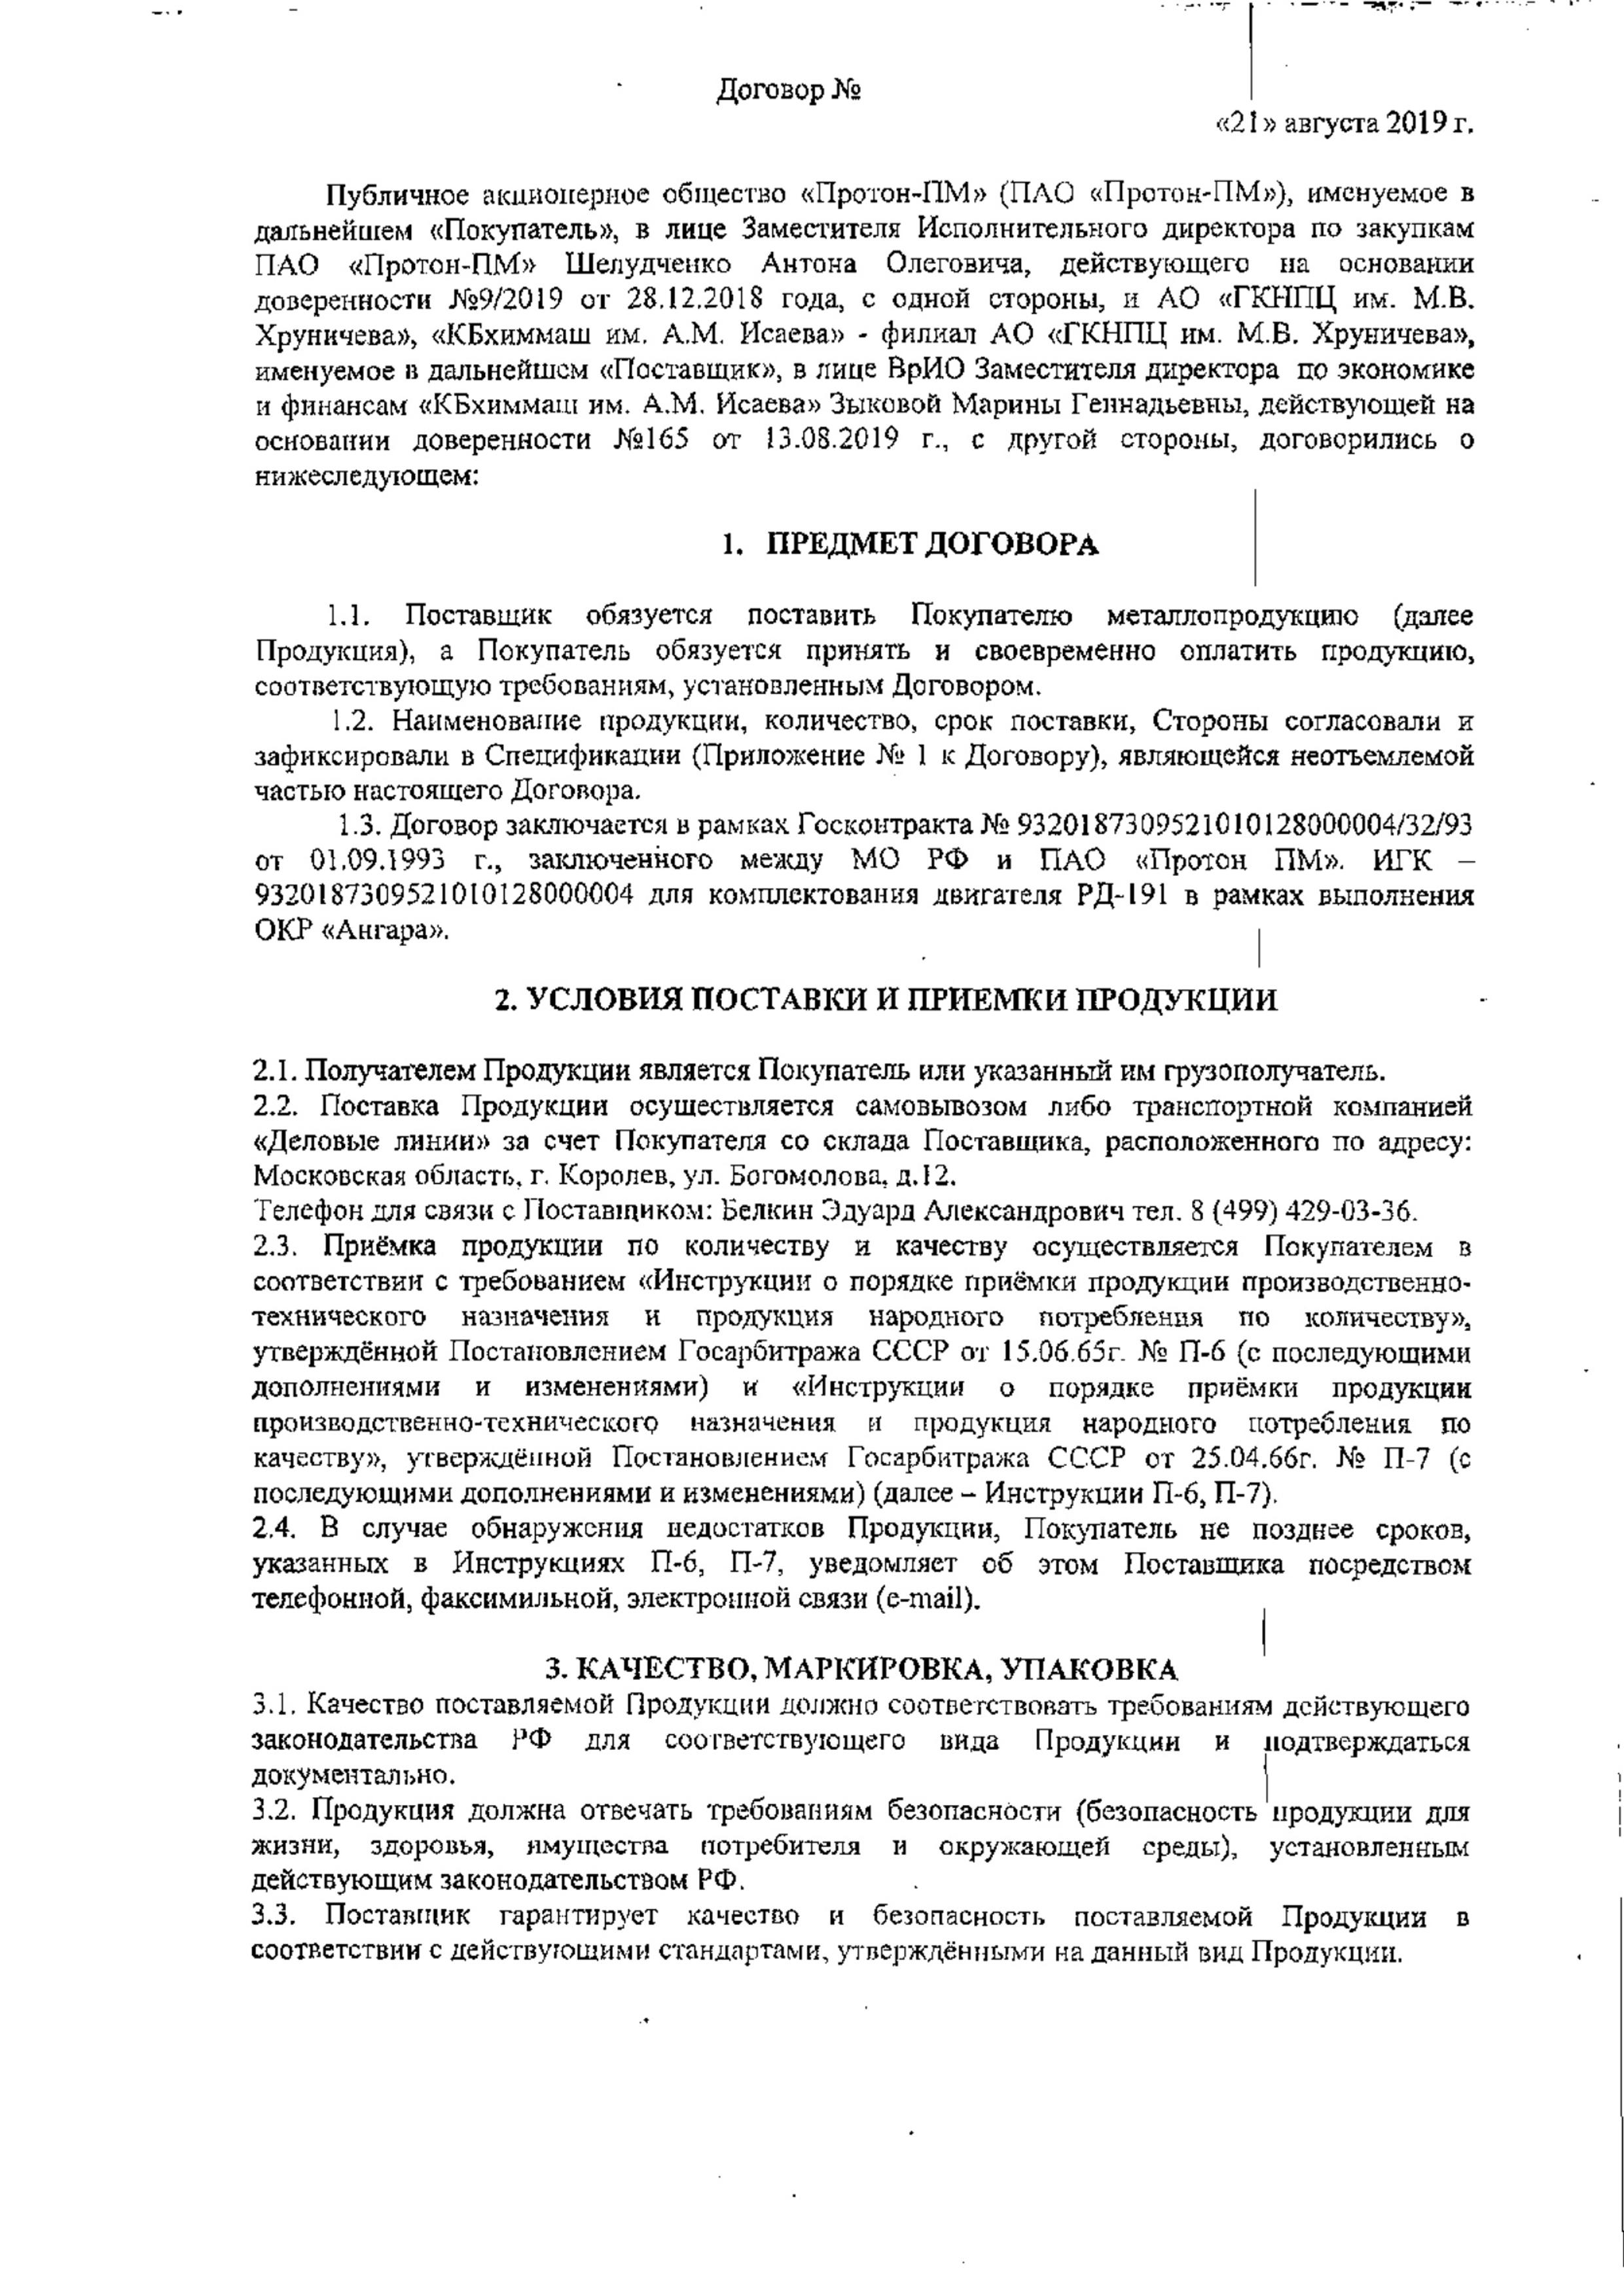 Договор №
«21» августа 2019 г.
Публичное акционерное общество «Протон-ПМ» (ПАО «Протон-ПМ»), именуемое в
дальнейшем «Покупатель», в лице Заместителя Исполнительного директора по закупкам
ПАО «Протон-ПМ» Шелудченко Антона Олеговича, действующего на основании
доверенности №9/2019 от 28.12.2018 года, с одной стороны, и АО «ГКНПЦ им. М.В.
Хруничева», «КБхиммаш им. А.М. Исаева» - филиал АО «ГКНПЦ им. М.В. Хруничева»,
именуемое в дальнейшем «Поставщик», в лице ВрИО Заместителя директора по экономике
и финансам «КБхиммаш им. А.М. Исаева» Зыковой Марины Геннадьевны, действующей на
основании доверенности №165 от 13.08.2019 г., с другой стороны, договорились о
нижеследующем:
1. ПРЕДМЕТ ДОГОВОРА
1.1. Поставщик обязуется поставить Покупателю металлопродукцию (далее
Продукция), а Покупатель обязуется принять и своевременно оплатить продукцию,
соответствующую требованиям, установленным Договором.
1.2. Наименование продукции, количество, срок поставки, Стороны согласовали и
зафиксировали в Спецификации (Приложение № 1 к Договору), являющейся неотъемлемой
частью настоящего Договора.
1.3. Договор заключается в рамках Госконтракта № 9320187309521010128000004/32/93
от 01.09.1993 г., заключенного между МО РФ и ПАО «Протон ПМ». ИГК –
9320187309521010128000004 для комплектования двигателя РД-191 в рамках выполнения
ОКР «Ангара».
2. УСЛОВИЯ ПОСТАВКИ И ПРИЕМКИ ПРОДУКЦИИ
2.1. Получателем Продукции является Покупатель или указанный им грузополучатель.
2.2. Поставка Продукции осуществляется самовывозом либо транспортной компанией
«Деловые линии» за счет Покупателя со склада Поставщика, расположенного по адресу:
Московская область, г. Королев, ул. Богомолова, д.12.
Телефон для связи с Поставщиком: Белкин Эдуард Александрович тел. 8 (499) 429-03-36.
2.3. Приёмка продукции по количеству и качеству осуществляется Покупателем в
соответствии с требованием «Инструкции о порядке приёмки продукции производственно-
технического назначения и продукция народного потребления по количеству»,
утверждённой Постановлением Госарбитража СССР от 15.06.65г. № П-6 (с последующими
дополнениями и изменениями) и «Инструкции о порядке приёмки продукции
производственно-технического назначения и продукция народного потребления по
качеству», утверждённой Постановлением Госарбитража СССР от 25.04.66г. № П-7 (с
последующими дополнениями и изменениями) (далее – Инструкции П-6, П-7).
2.4. В случае обнаружения недостатков Продукции, Покупатель не позднее сроков,
указанных в Инструкциях П-6, П-7, уведомляет об этом Поставщика посредством
телефонной, факсимильной, электронной связи (e-mail).
3. КАЧЕСТВО, МАРКИРОВКА, УПАКОВКА
3.1. Качество поставляемой Продукции должно соответствовать требованиям действующего
законодательства РФ для соответствующего вида Продукции и подтверждаться
документально.
3.2. Продукция должна отвечать требованиям безопасности (безопасность продукции для
жизни, здоровья, имущества потребителя и окружающей среды), установленным
действующим законодательством РФ.
3.3. Поставщик гарантирует качество и безопасность поставляемой Продукции в
соответствии с действующими стандартами, утверждёнными на данный вид Продукции.